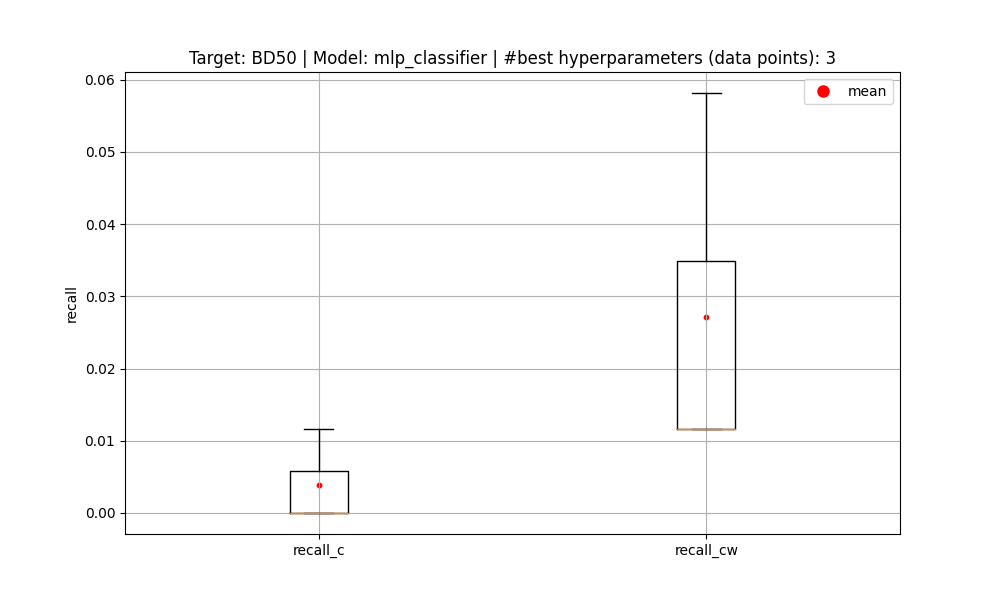 Target: BD50 | Model: mlp_classifier | #best hyperparameters (data points): 3
mean
0.06
0.05
0.04
0.03
0.02
0.01
0.00
recall
recall_c
recall_cw